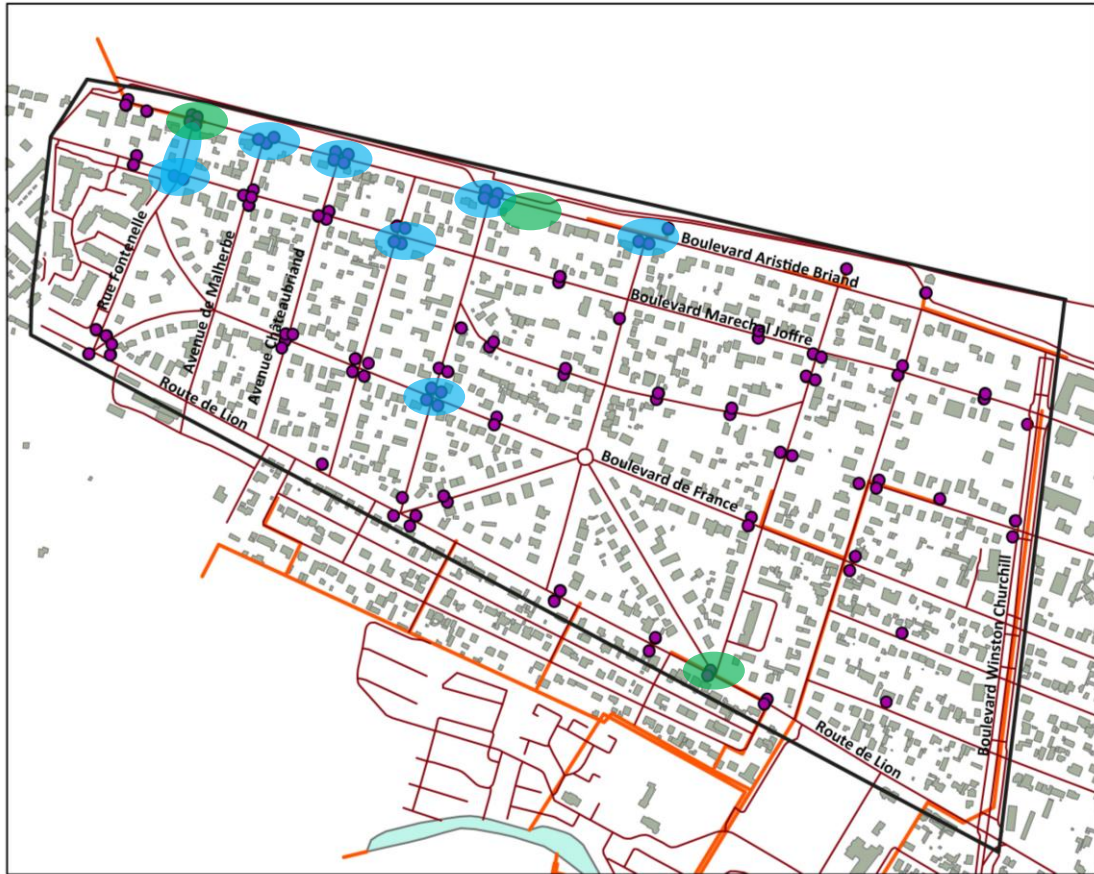 Boulevard Aristide Briand
Boulevard Marechal Joffre
Rue Fontenelle
Avenue de Malherbe
Avenue Châteaubriand
Route de Lion
Boulevard de France
Boulevard Winston Churchill
Route de Lion